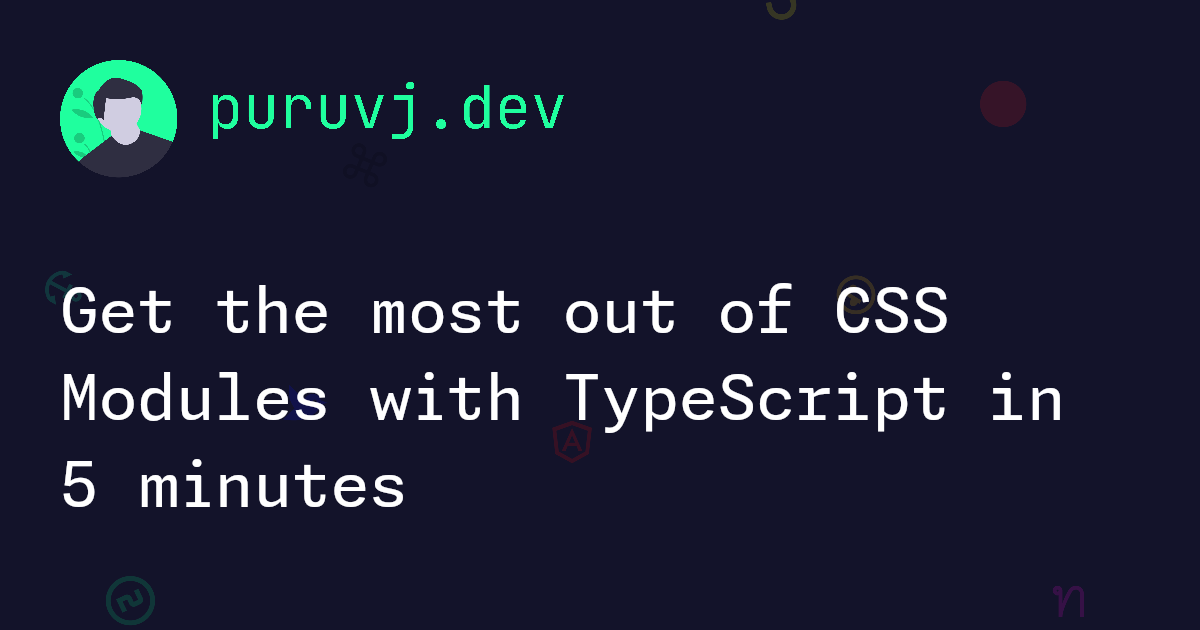 puruvj.dev
Get the most out of CSS
Modules with TypeScript in
5 minutes